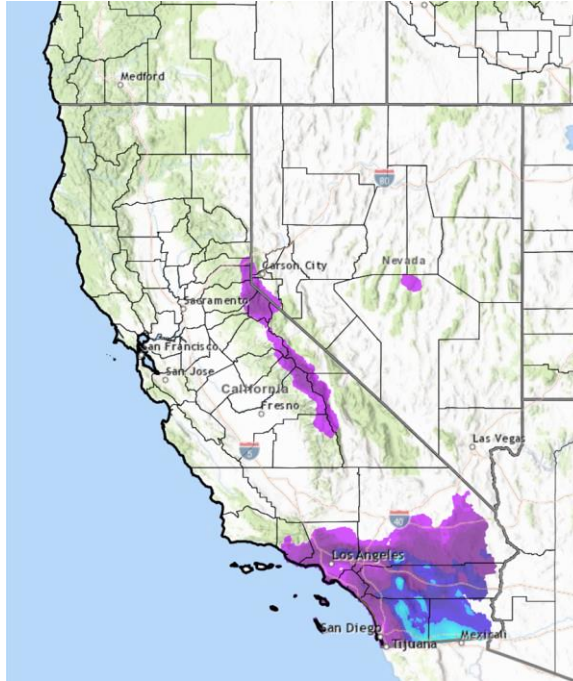 Medford
80
Carson City
Nevada
Sacramento
San Francisco
San Jose
California
Fresno
5
Las Vegas
40
Los Angeles
San Diego
Mexicali
Tijuana